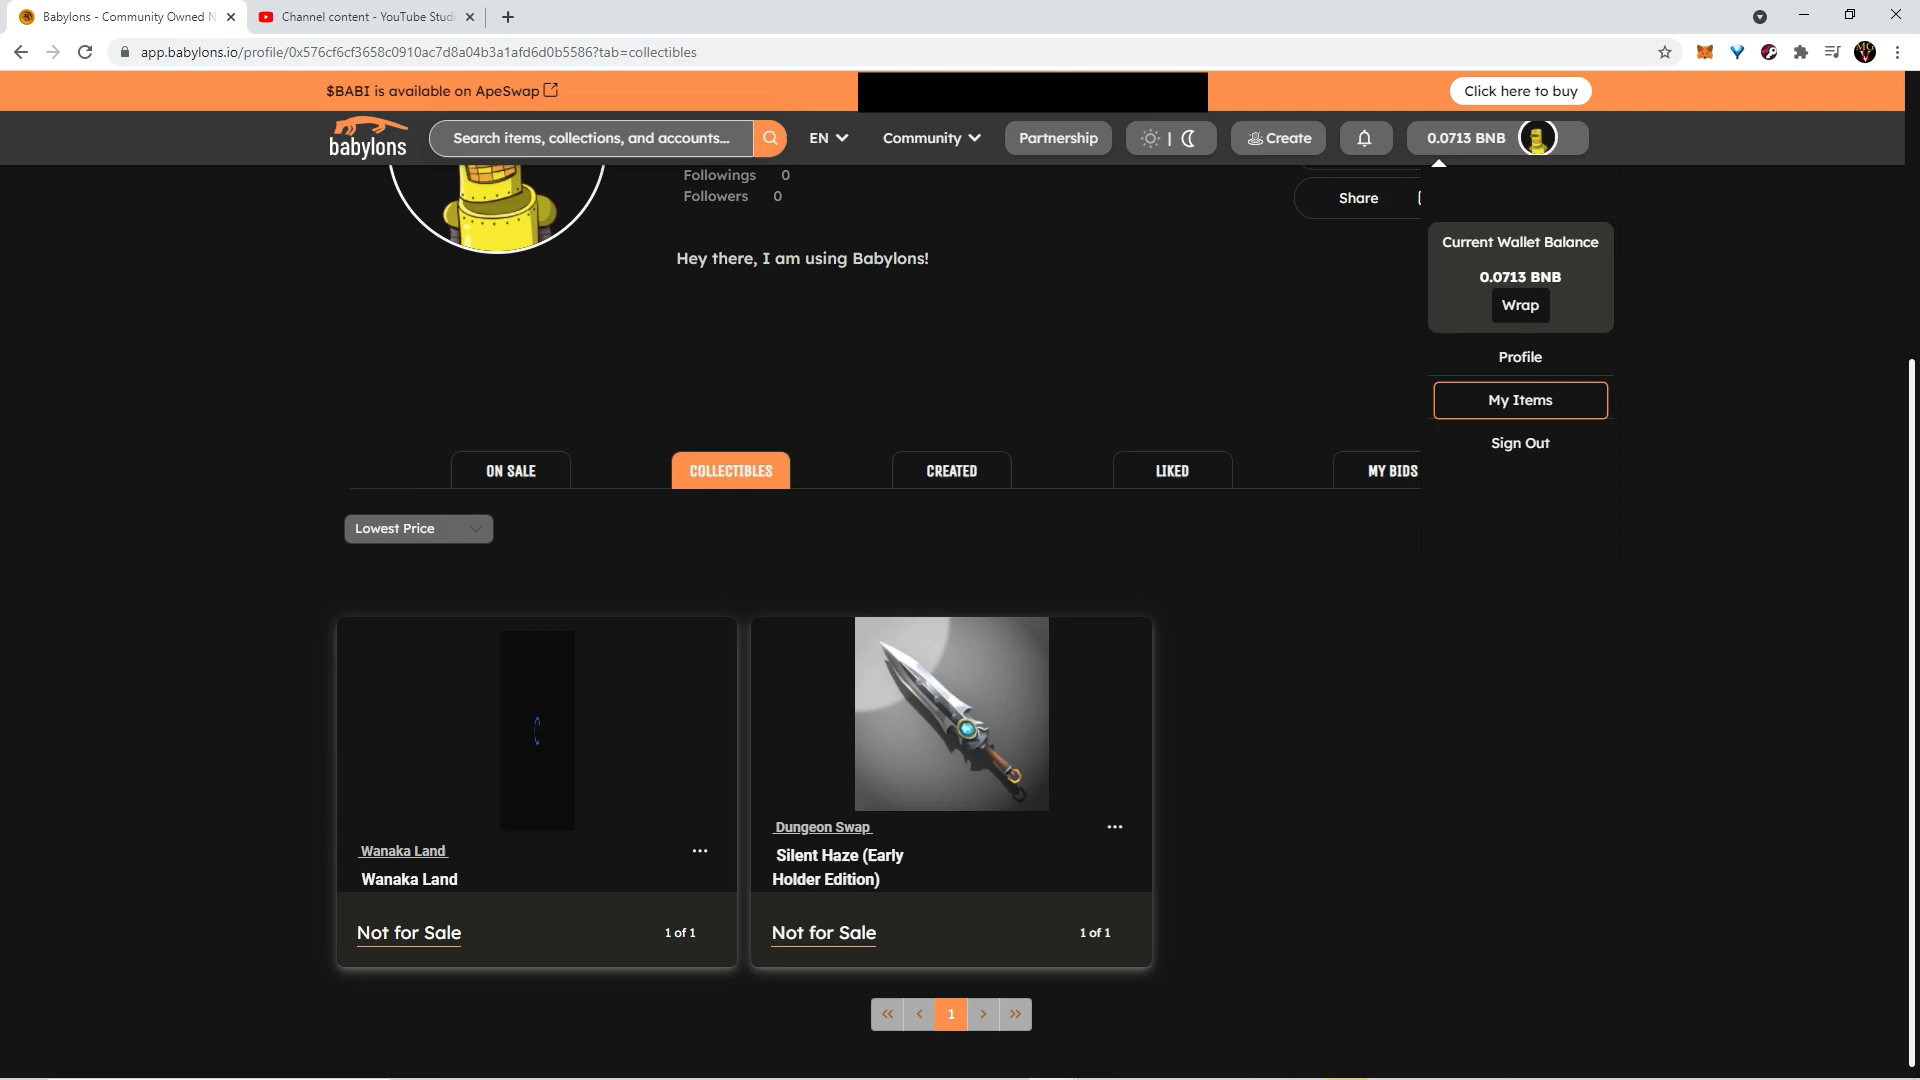 Babylons - Community Owned N
Channel content - YouTube Studi
app.babylons.io/profile/0x576cf6cf3658c0910ac7d8a04b3a1afd6d0b5586?tab=collectibles
MG
V
$BABI is available on ApeSwap
Click here to buy
babylons
Search items, collections, and accounts...
EN
Community
Partnership
|
Create
0.0713 BNB
Followings 0
Followers 0
Share
Hey there, I am using Babylons!
Current Wallet Balance
0.0713 BNB
Wrap
Profile
My Items
Sign Out
ON SALE
COLLECTIBLES
CREATED
LIKED
MY BIDS
Lowest Price
Wanaka Land
...
Wanaka Land
Not for Sale
1 of 1
Dungeon Swap
...
Silent Haze (Early
Holder Edition)
Not for Sale
1 of 1
« ‹ 1 › »